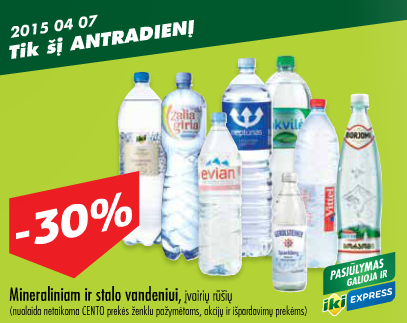 2015 04 07
Tik šį ANTRADIENĮ
žalia
giria
neptūnas
akvilė
evian
Vittel
BORJOMI
GEROLSTEINER
-30%
Mineraliniam ir stalo vandeniui, įvairių rūšių
(nuolaida netaikoma CENTO prekės ženklu pažymėtoms, akcijų ir išpardavimų prekėms)
PASIŪLYMAS
GALIOJA IR
iki EXPRESS